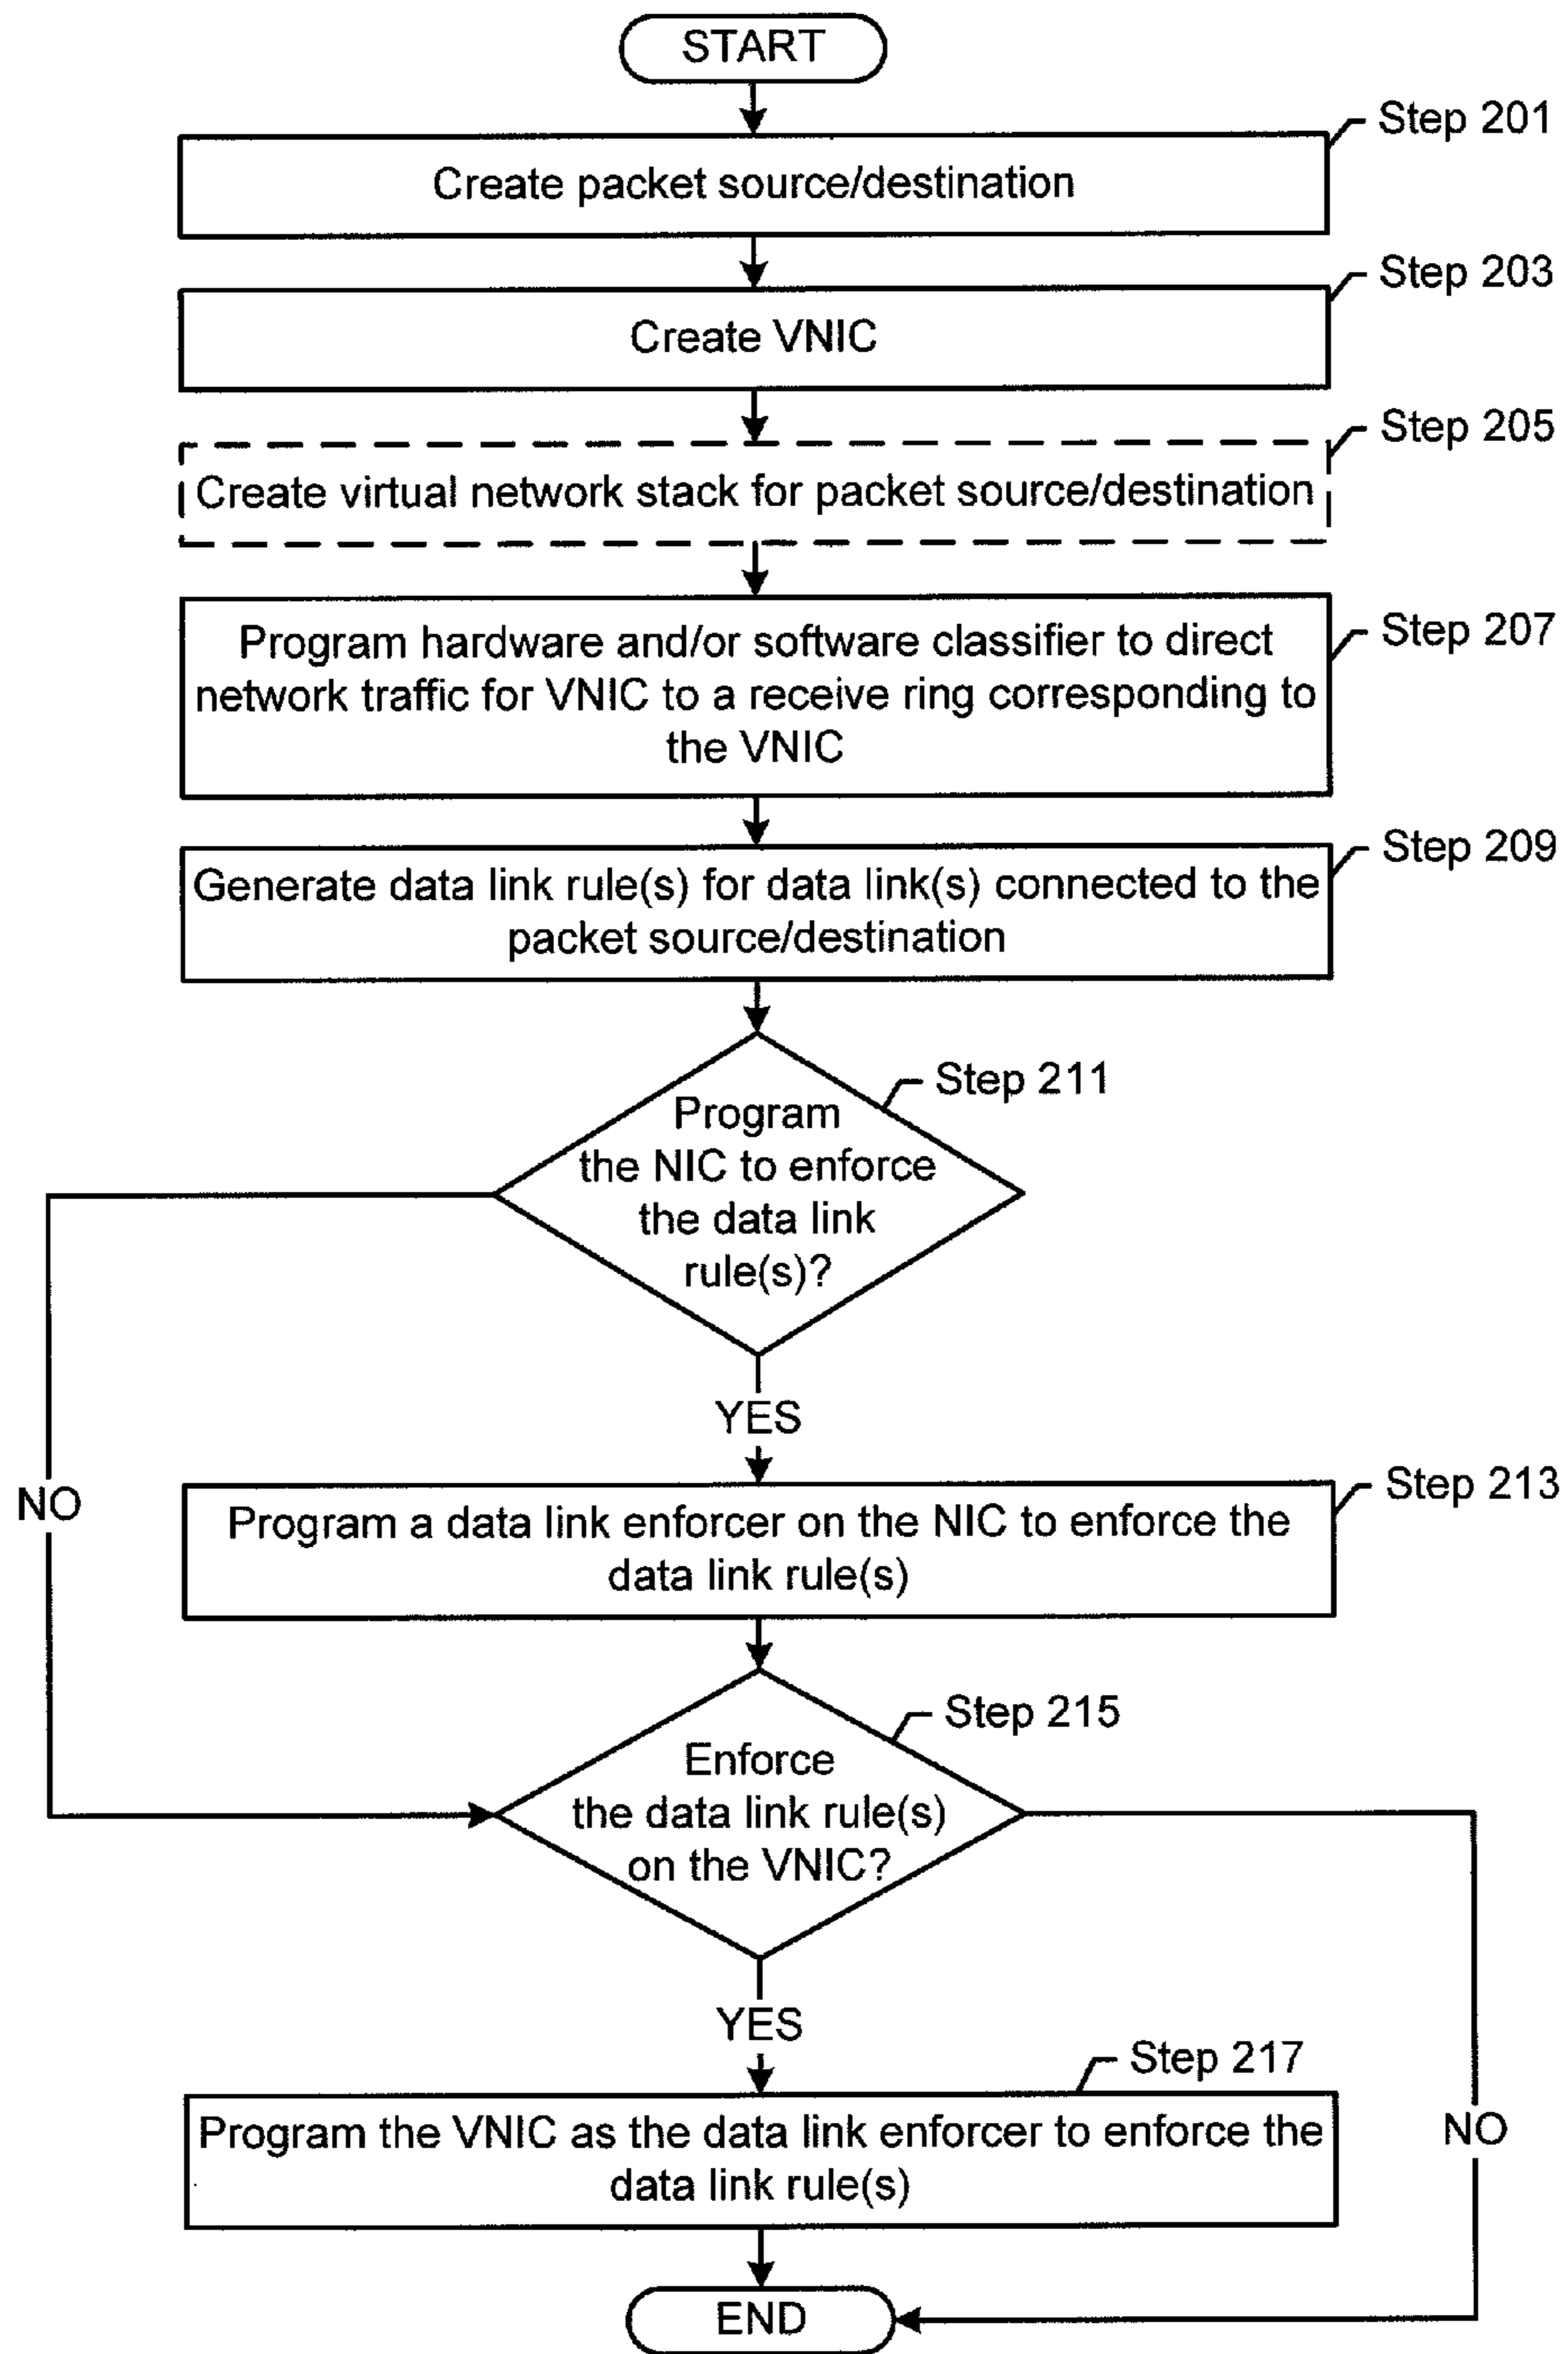 START
Step 201
Create packet source/destination
Step 203
Create VNIC
Step 205
Create virtual network stack for packet source/destination
Step 207
Program hardware and/or software classifier to direct
network traffic for VNIC to a receive ring corresponding to
the VNIC
Step 209
Generate data link rule(s) for data link(s) connected to the
packet source/destination
Step 211
Program
the NIC to enforce
the data link
rule(s)?
YES
NO
Step 213
Program a data link enforcer on the NIC to enforce the
data link rule(s)
Step 215
Enforce
the data link rule(s)
on the VNIC?
YES
Step 217
Program the VNIC as the data link enforcer to enforce the
data link rule(s)
NO
END